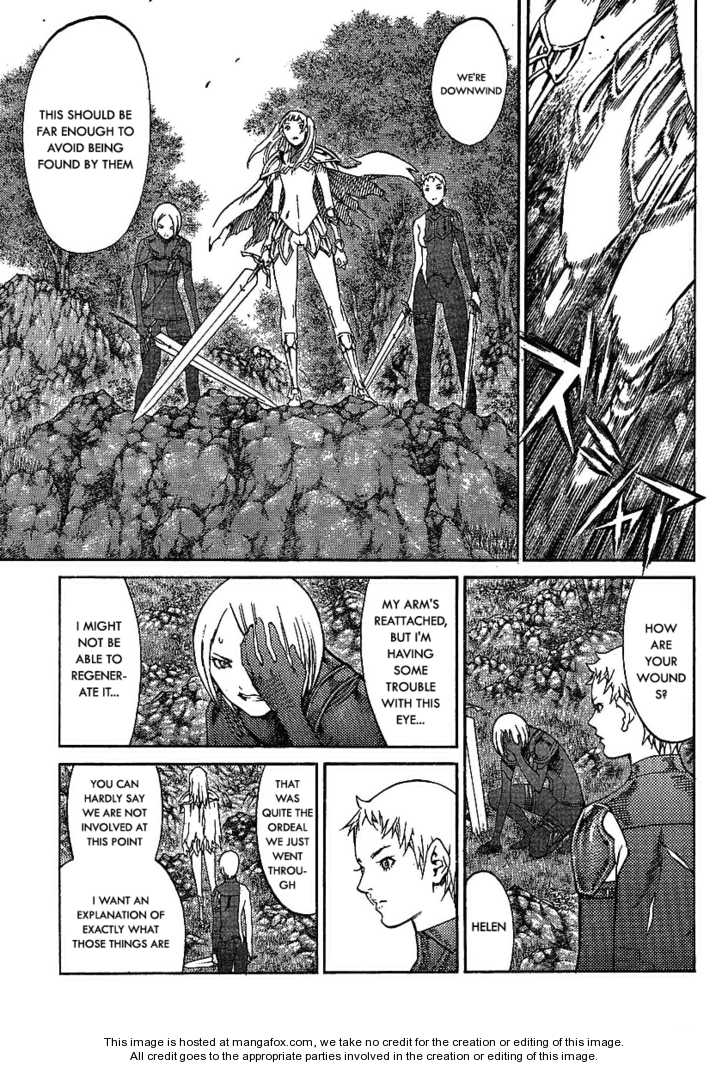 WE'RE
DOWNWIND
THIS SHOULD BE
FAR ENOUGH TO
AVOID BEING
FOUND BY THEM
HOW
ARE
YOUR
WOUND
S?
HELEN
MY ARM'S
REATTACHED,
BUT I'M
HAVING
SOME
TROUBLE
WITH THIS
EYE...
I MIGHT
NOT BE
ABLE TO
REGENER-
ATE IT...
THAT
WAS
QUITE THE
ORDEAL
WE JUST
WENT
THROU-
GH
YOU CAN
HARDLY SAY
WE ARE NOT
INVOLVED AT
THIS POINT
I WANT AN
EXPLANATION OF
EXACTLY WHAT
THOSE THINGS ARE
This image is hosted at mangafox.com, we take no credit for the creation or editing of this image.
All credit goes to the appropriate parties involved in the creation or editing of this image.